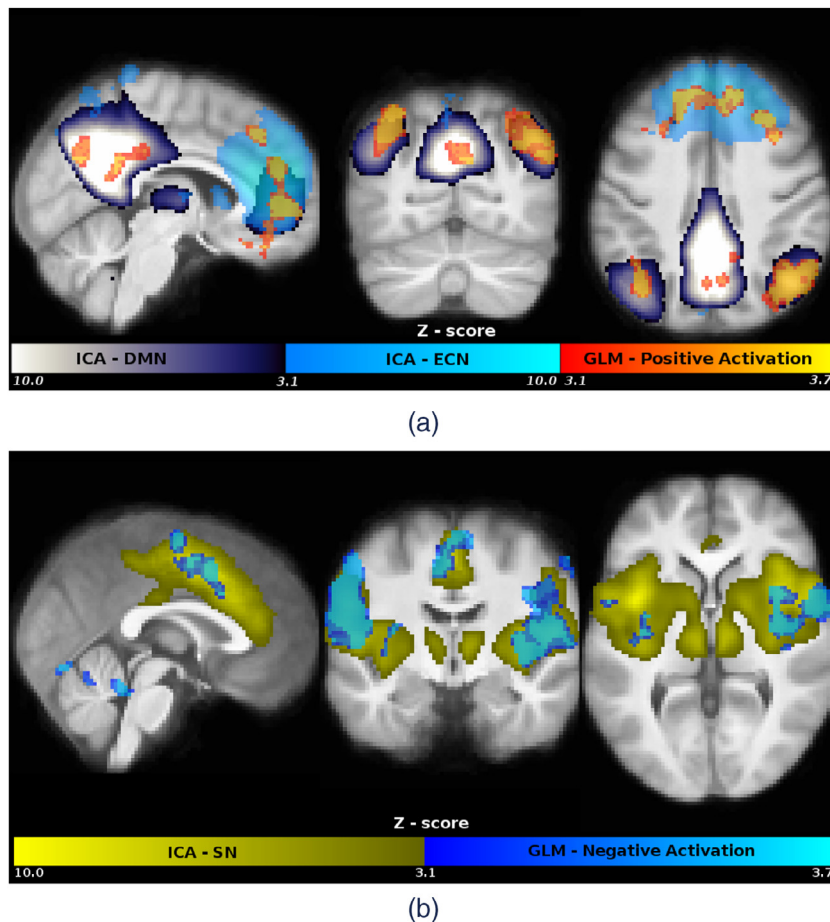 Z - score
ICA - DMN ICA - ECN GLM - Positive Activation
10.0 3.1 10.0 3.1 3.7
(a)
Z - score
ICA - SN GLM - Negative Activation
10.0 3.1 3.7
(b)